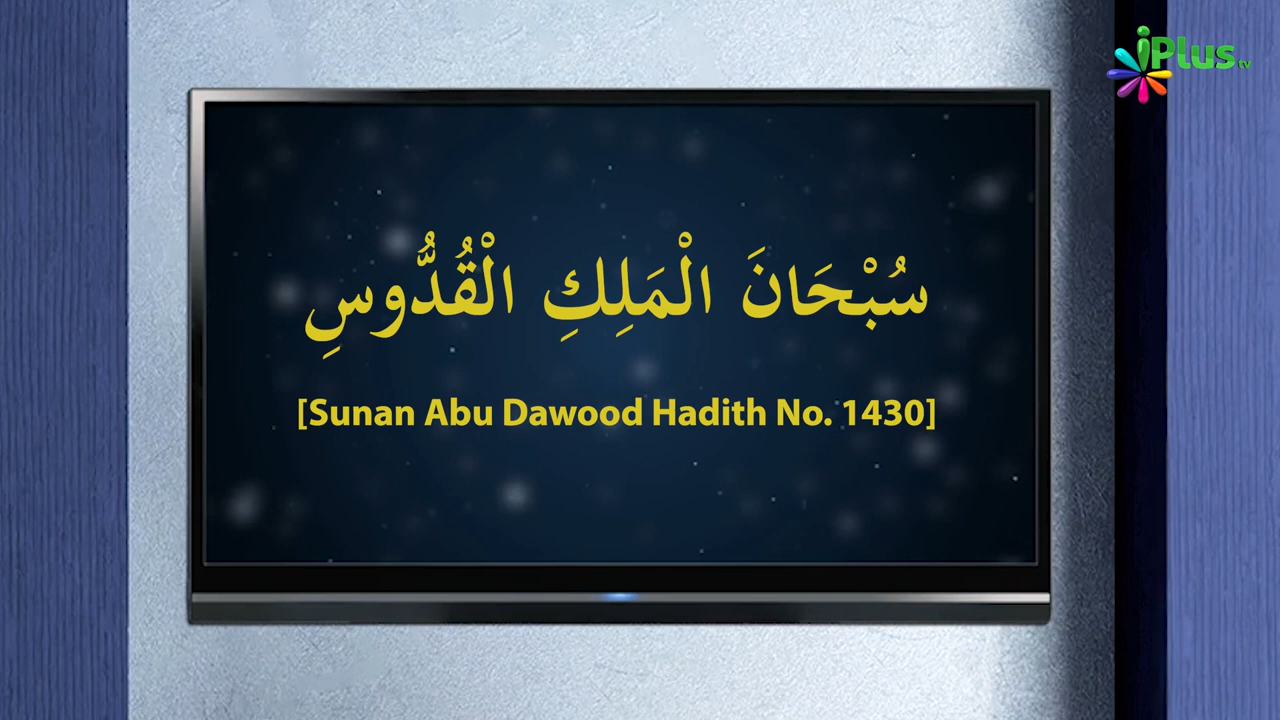 iPlus tv
سُبْحَانَ الْمَلِكِ الْقُدُّوسِ
[Sunan Abu Dawood Hadith No. 1430]